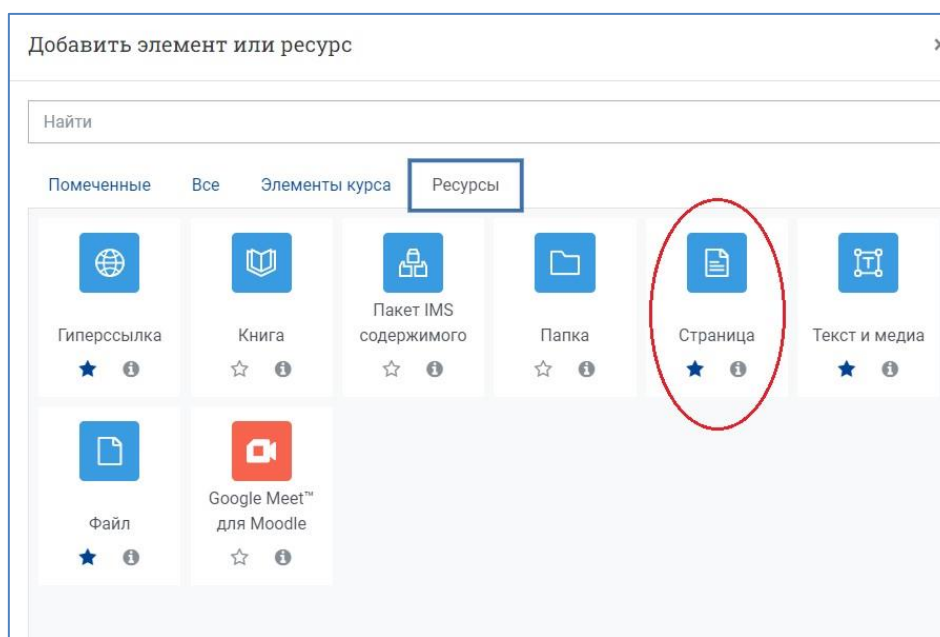 Добавить элемент или ресурс
Найти
Помеченные Все Элементы курса Ресурсы
Гиперссылка
Книга
Пакет IMS
содержимого
Папка
Страница
Текст и медиа
Файл
Google Meet™
для Moodle